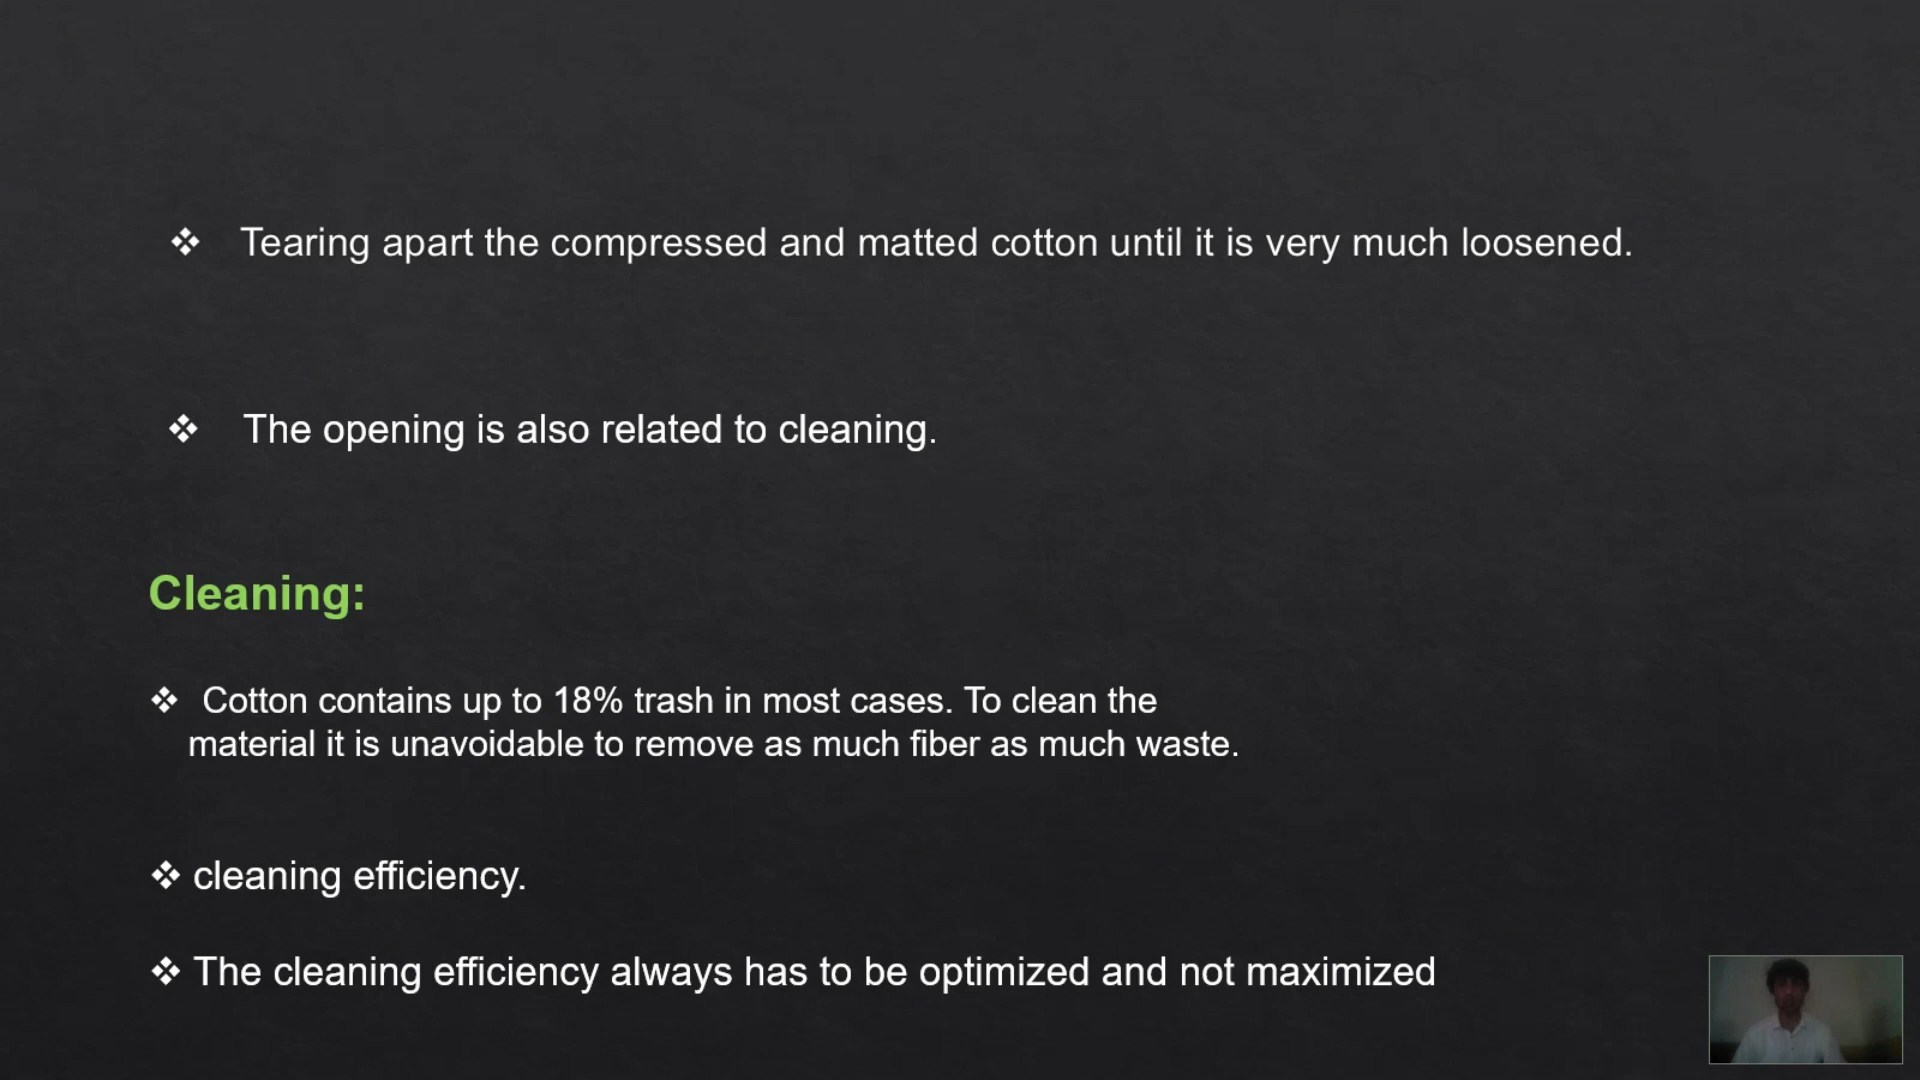 ❖ Tearing apart the compressed and matted cotton until it is very much loosened.
❖ The opening is also related to cleaning.
Cleaning:
❖ Cotton contains up to 18% trash in most cases. To clean the
material it is unavoidable to remove as much fiber as much waste.
❖ cleaning efficiency.
❖ The cleaning efficiency always has to be optimized and not maximized